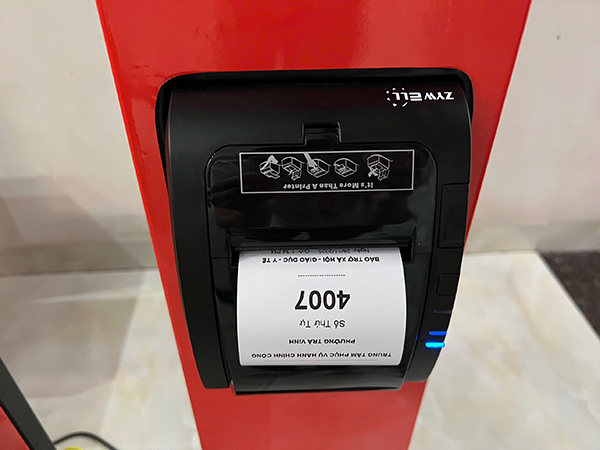 ZYWELL
It's More Than A Printer
TRUNG TÂM PHỤC VỤ HÀNH CHÍNH CÔNG
PHƯỜNG TRÀ VINH
Số Thứ Tự
4007
BẢO TRỢ XÃ HỘI - GIÁO DỤC - Y TẾ